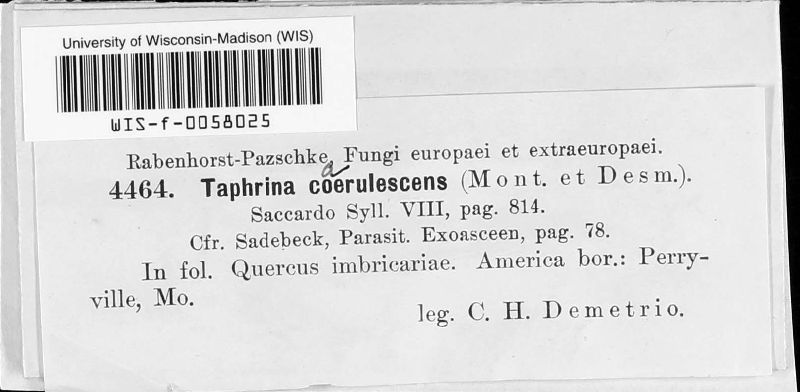 University of Wisconsin-Madison (WIS)
WIS-f-0058025
Rabenhorst-Pazschke, Fungi europaei et extraeuropaei.
a
4464. Taphrina coerulescens (Mont. et Desm.).
Saccardo Syll. VIII, pag. 814.
Cfr. Sadebeck, Parasit. Exoasceen, pag. 78.
In fol. Quercus imbricariae. America bor.: Perry-
ville, Mo.
leg. C. H. Demetrio.